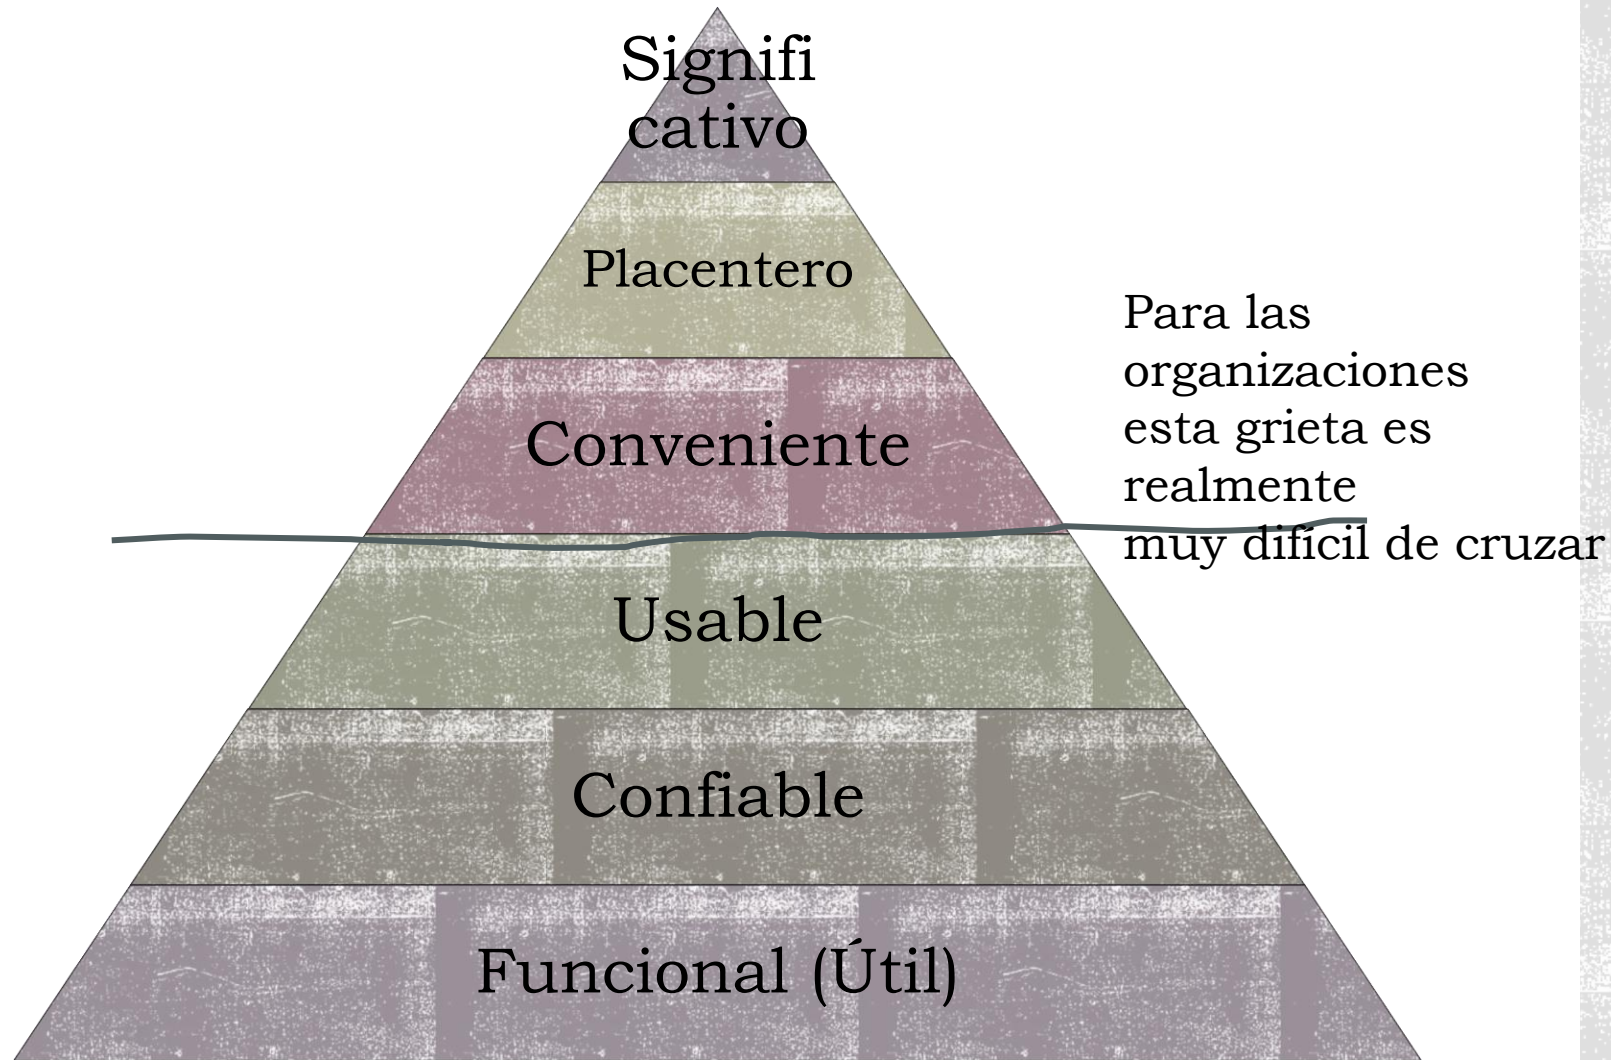 Signifi
cativo
Placentero
Conveniente
Para las
organizaciones
esta grieta es
realmente
muy difícil de cruzar
Usable
Confiable
Funcional (Útil)